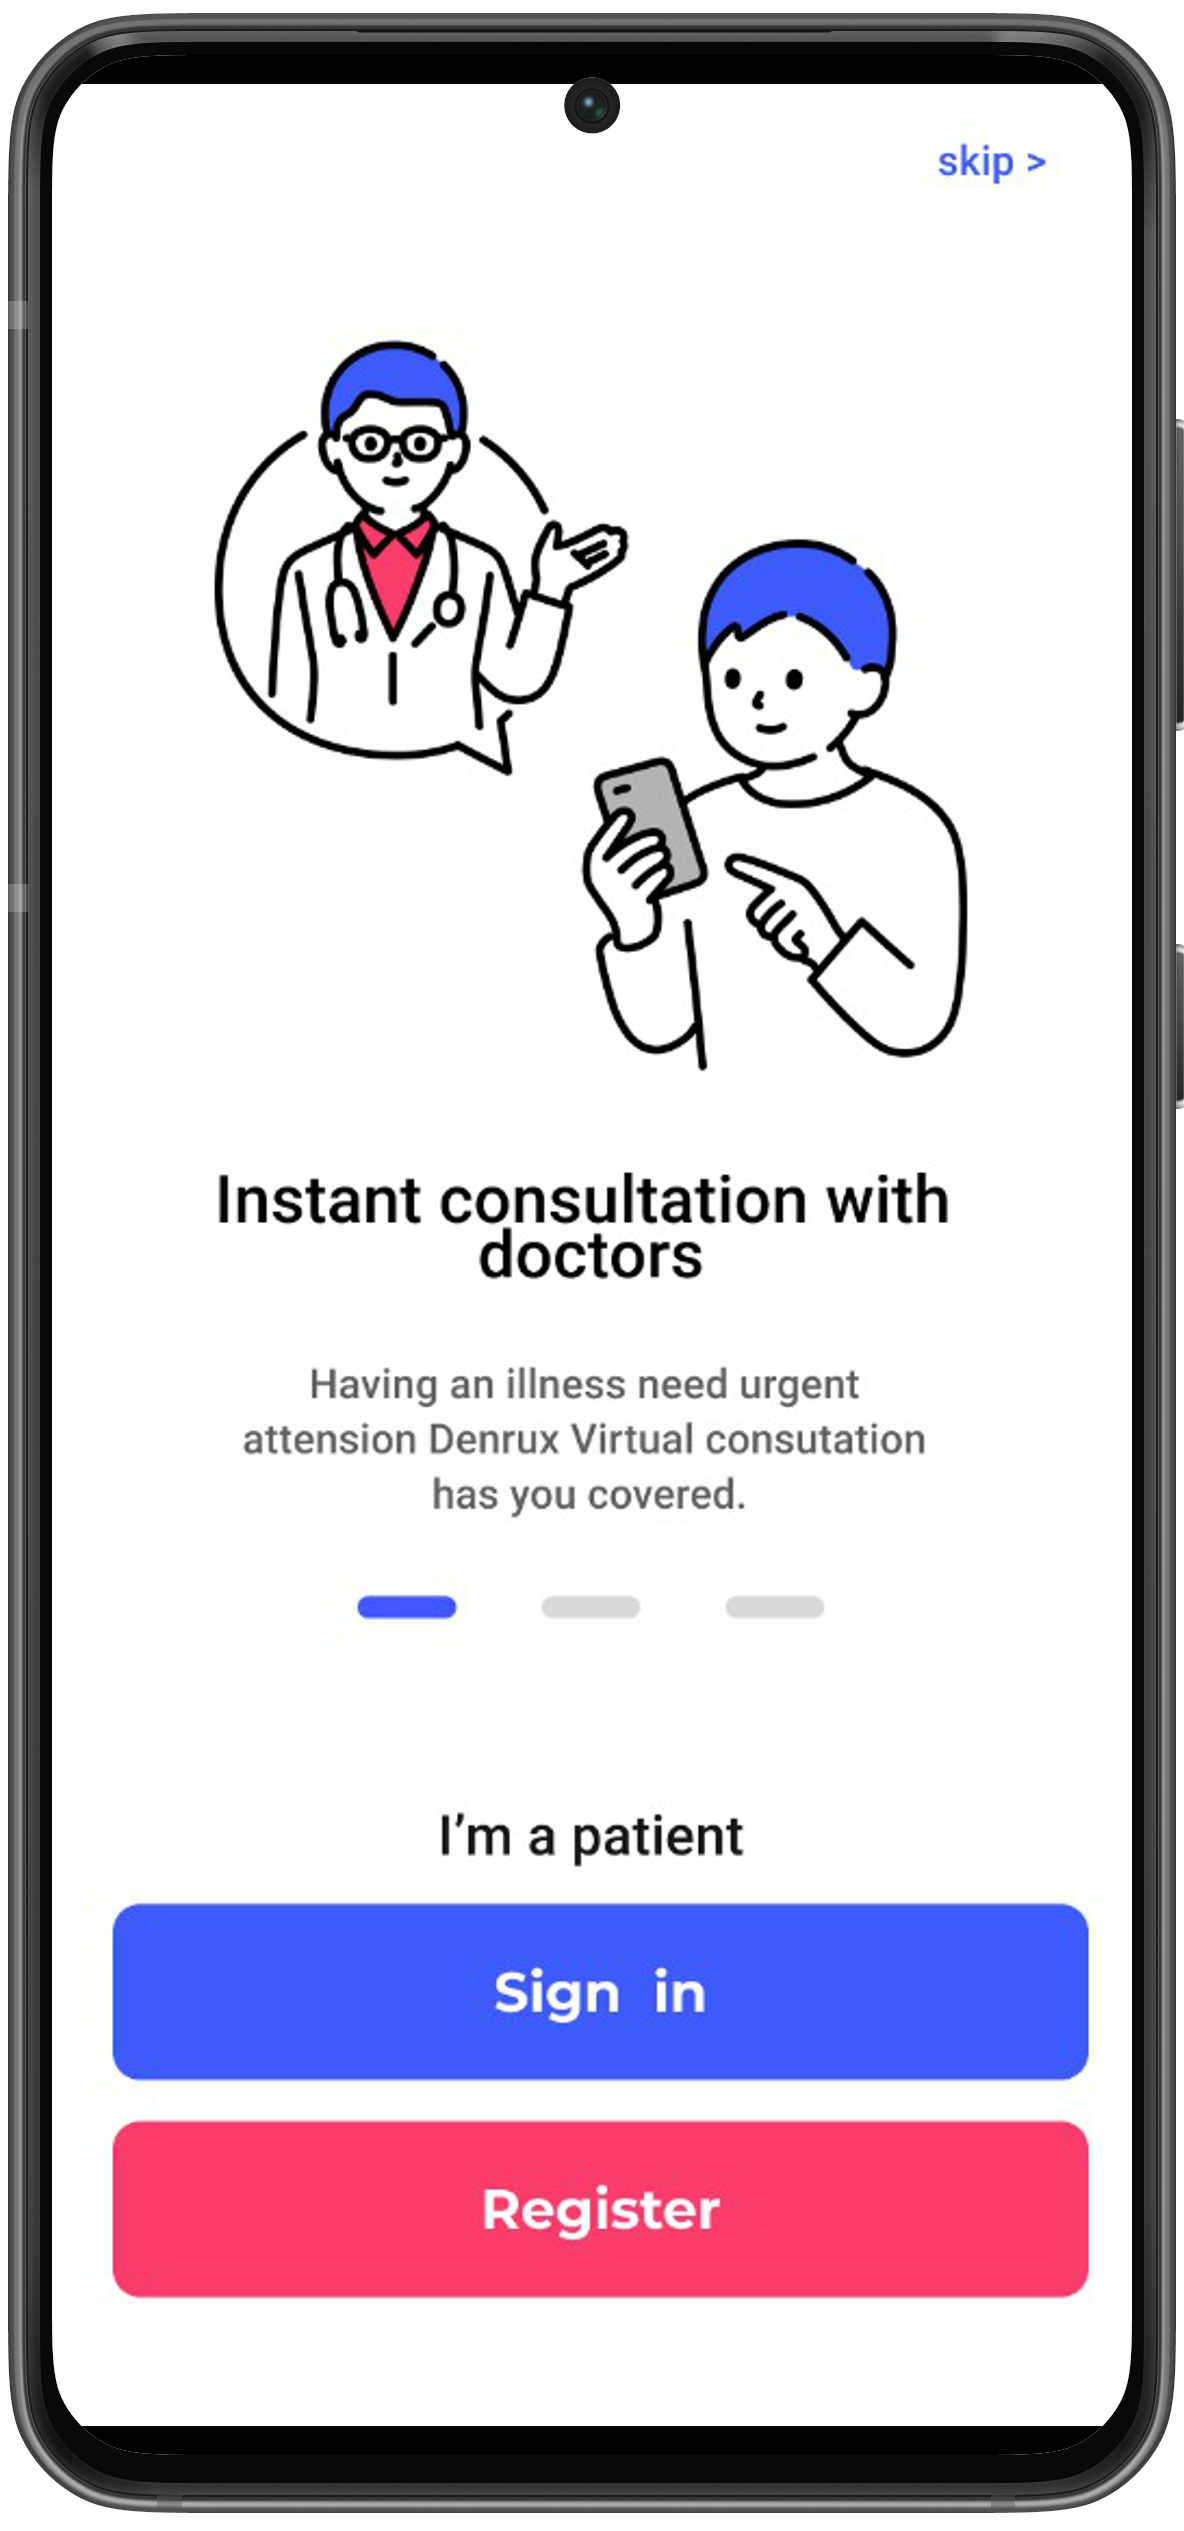 skip >
Instant consultation with
doctors
Having an illness need urgent
attension Denrux Virtual consutation
has you covered.
I’m a patient
Sign in
Register